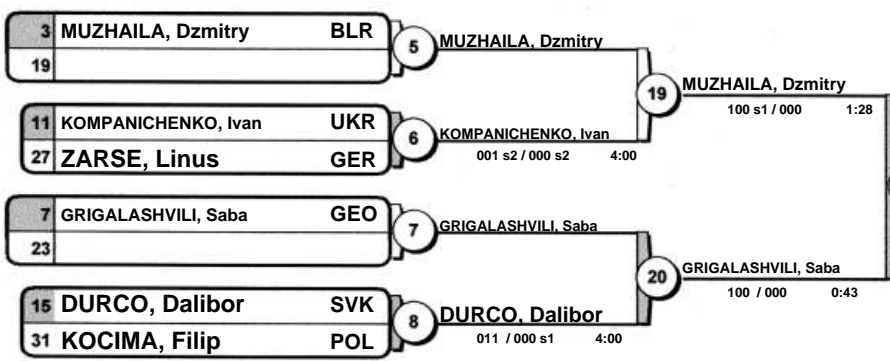 3 MUZHAILA, Dzmitry BLR
19
5 MUZHAILA, Dzmitry
11 KOMPANICHENKO, Ivan UKR
27 ZARSE, Linus GER
6 KOMPANICHENKO, Ivan
001 s2 / 000 s2 4:00
19 MUZHAILA, Dzmitry
100 s1 / 000 1:28
7 GRIGALASHVILI, Saba GEO
23
7 GRIGALASHVILI, Saba
15 DURCO, Dalibor SVK
31 KOCIMA, Filip POL
8 DURCO, Dalibor
011 / 000 s1 4:00
20 GRIGALASHVILI, Saba
100 / 000 0:43